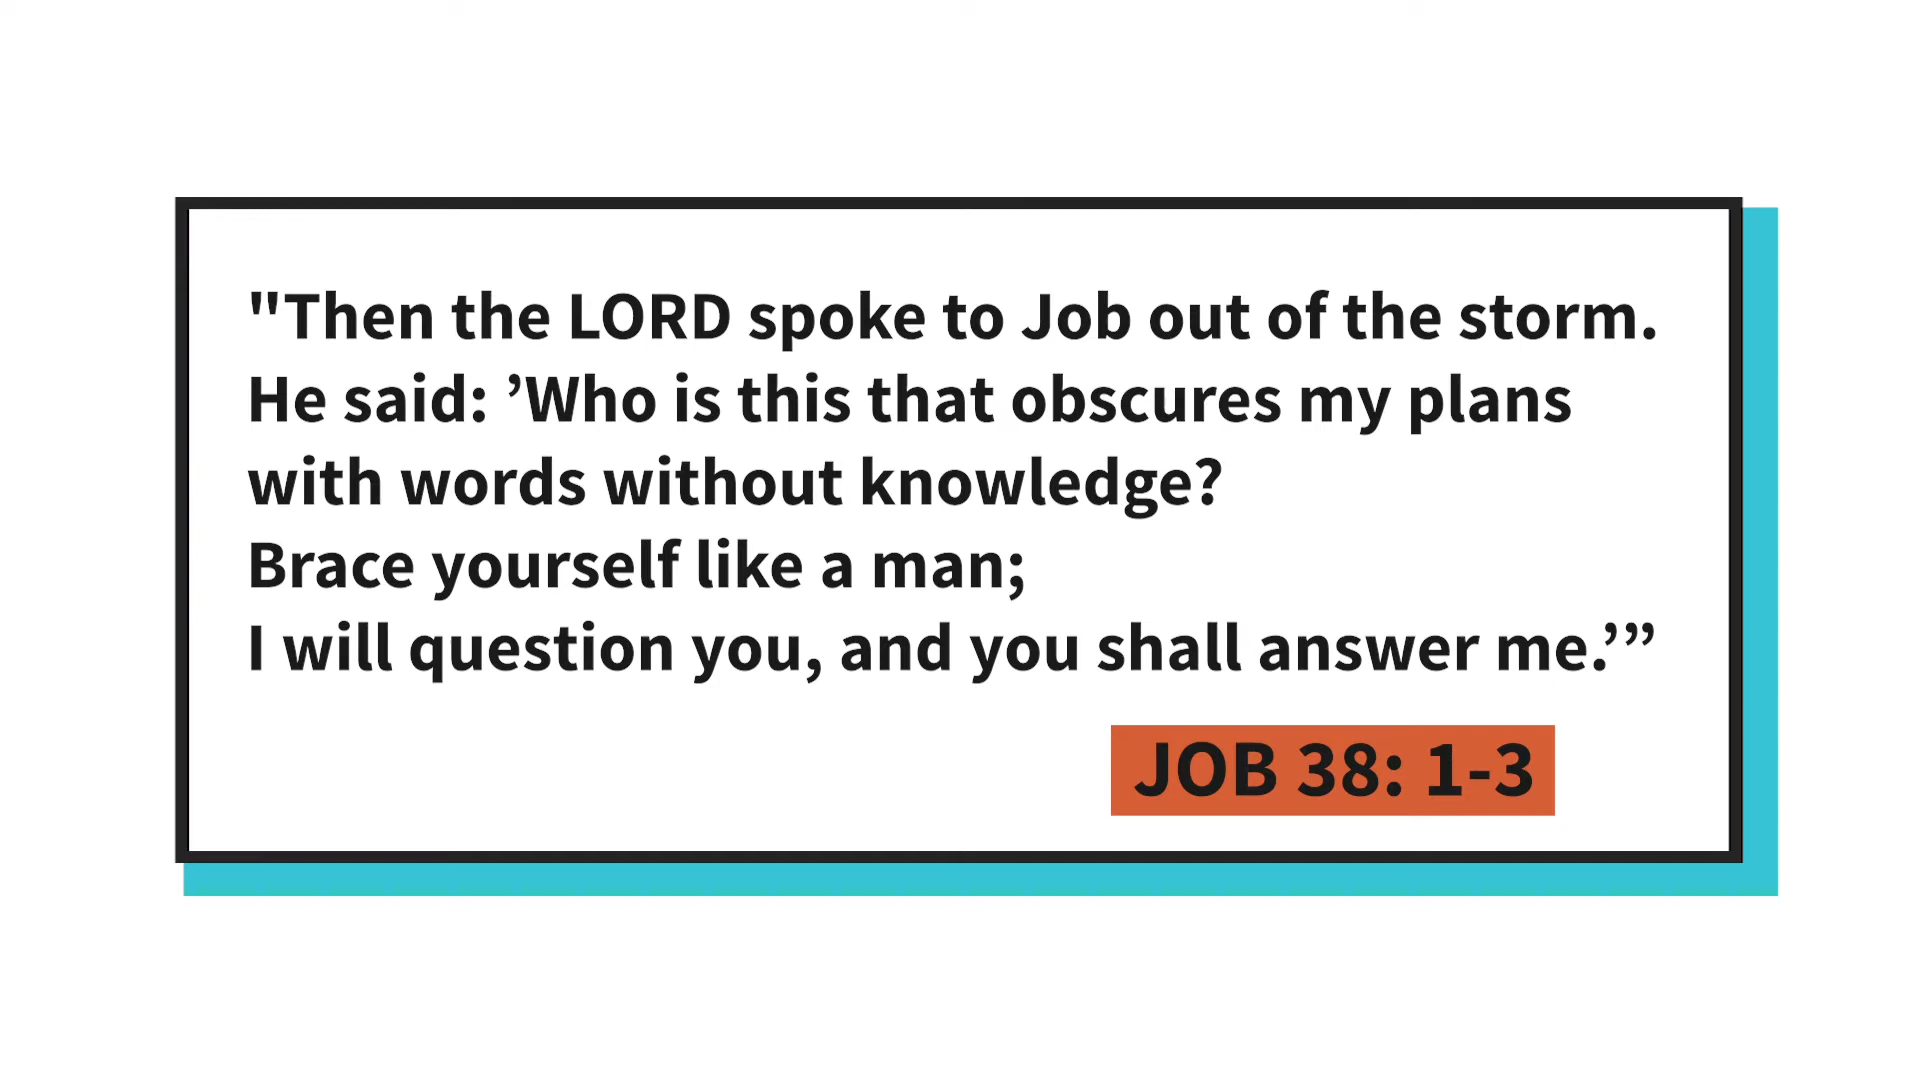 "Then the LORD spoke to Job out of the storm.
He said: ’Who is this that obscures my plans
with words without knowledge?
Brace yourself like a man;
I will question you, and you shall answer me.’”
JOB 38: 1-3